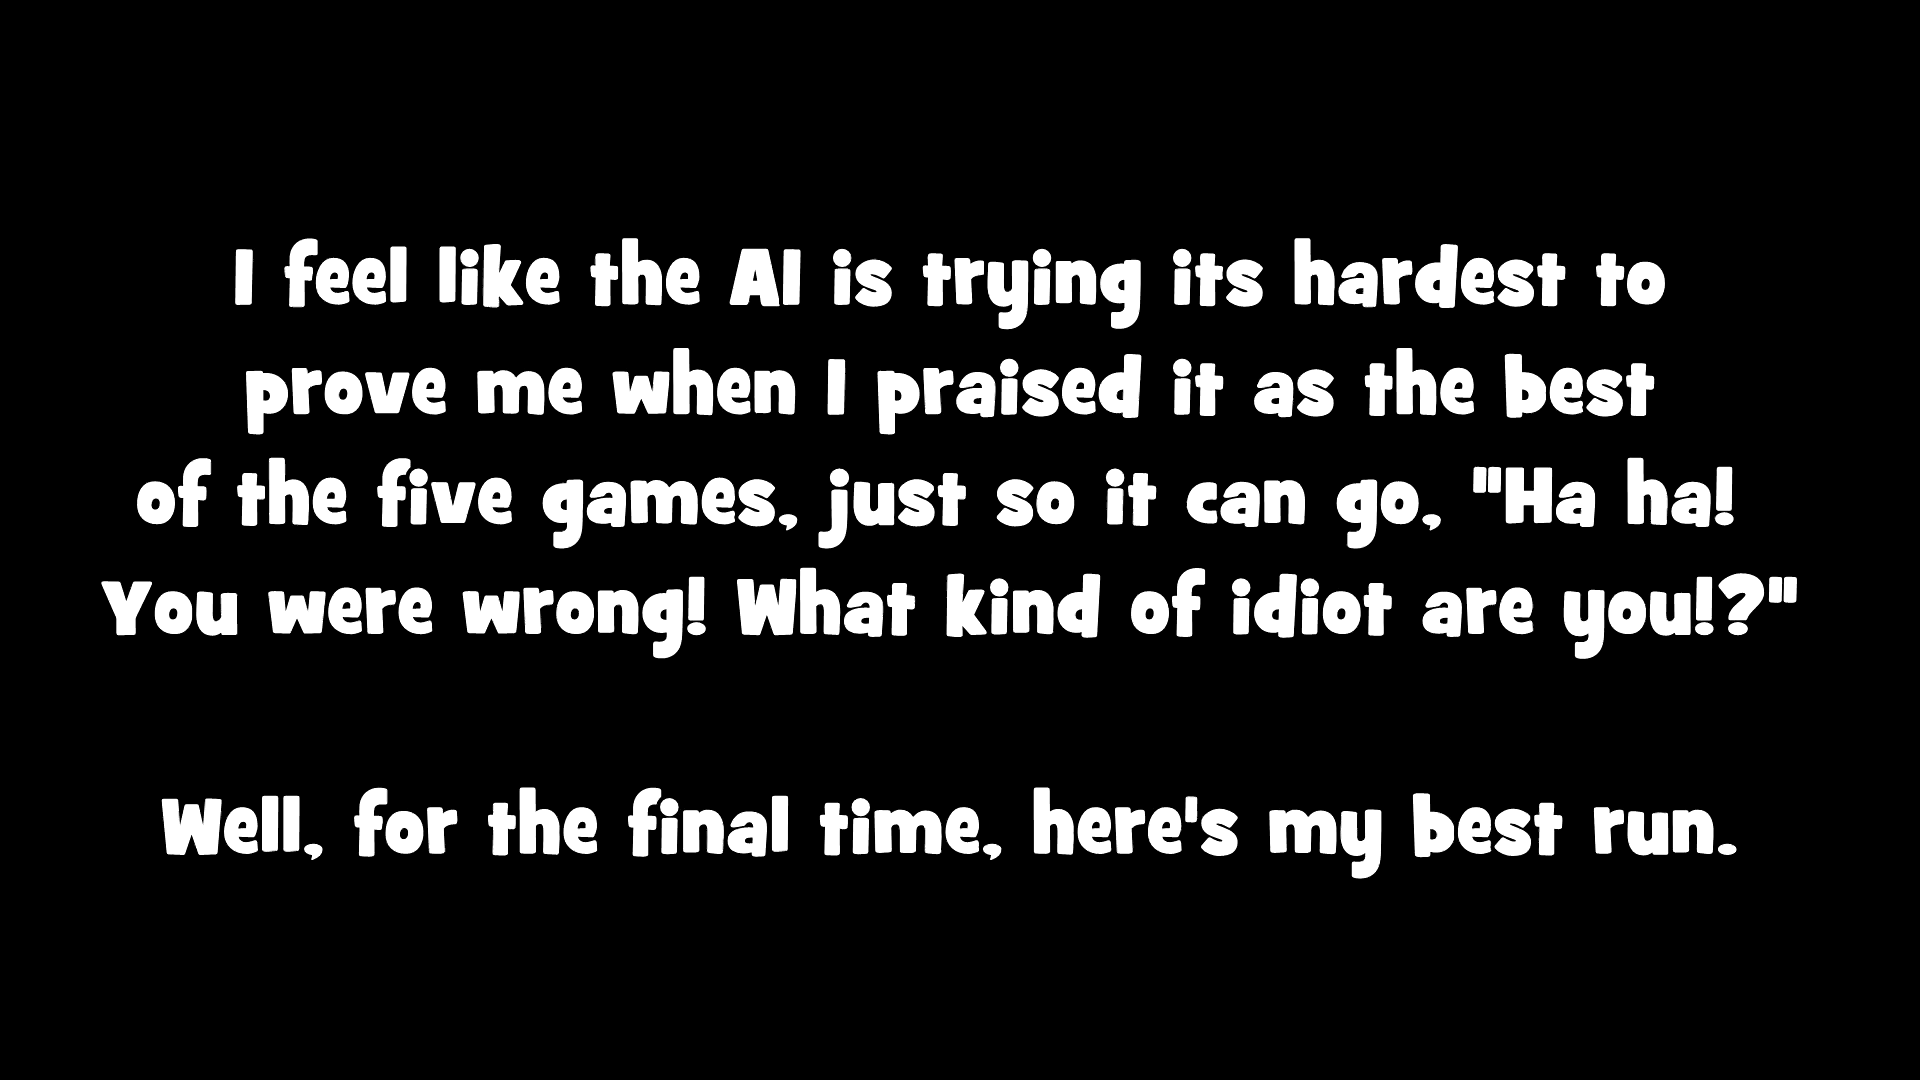 I feel like the AI is trying its hardest to
prove me when I praised it as the best
of the five games, just so it can go, "Ha ha!
You were wrong! What kind of idiot are you!?"
Well, for the final time, here's my best run.